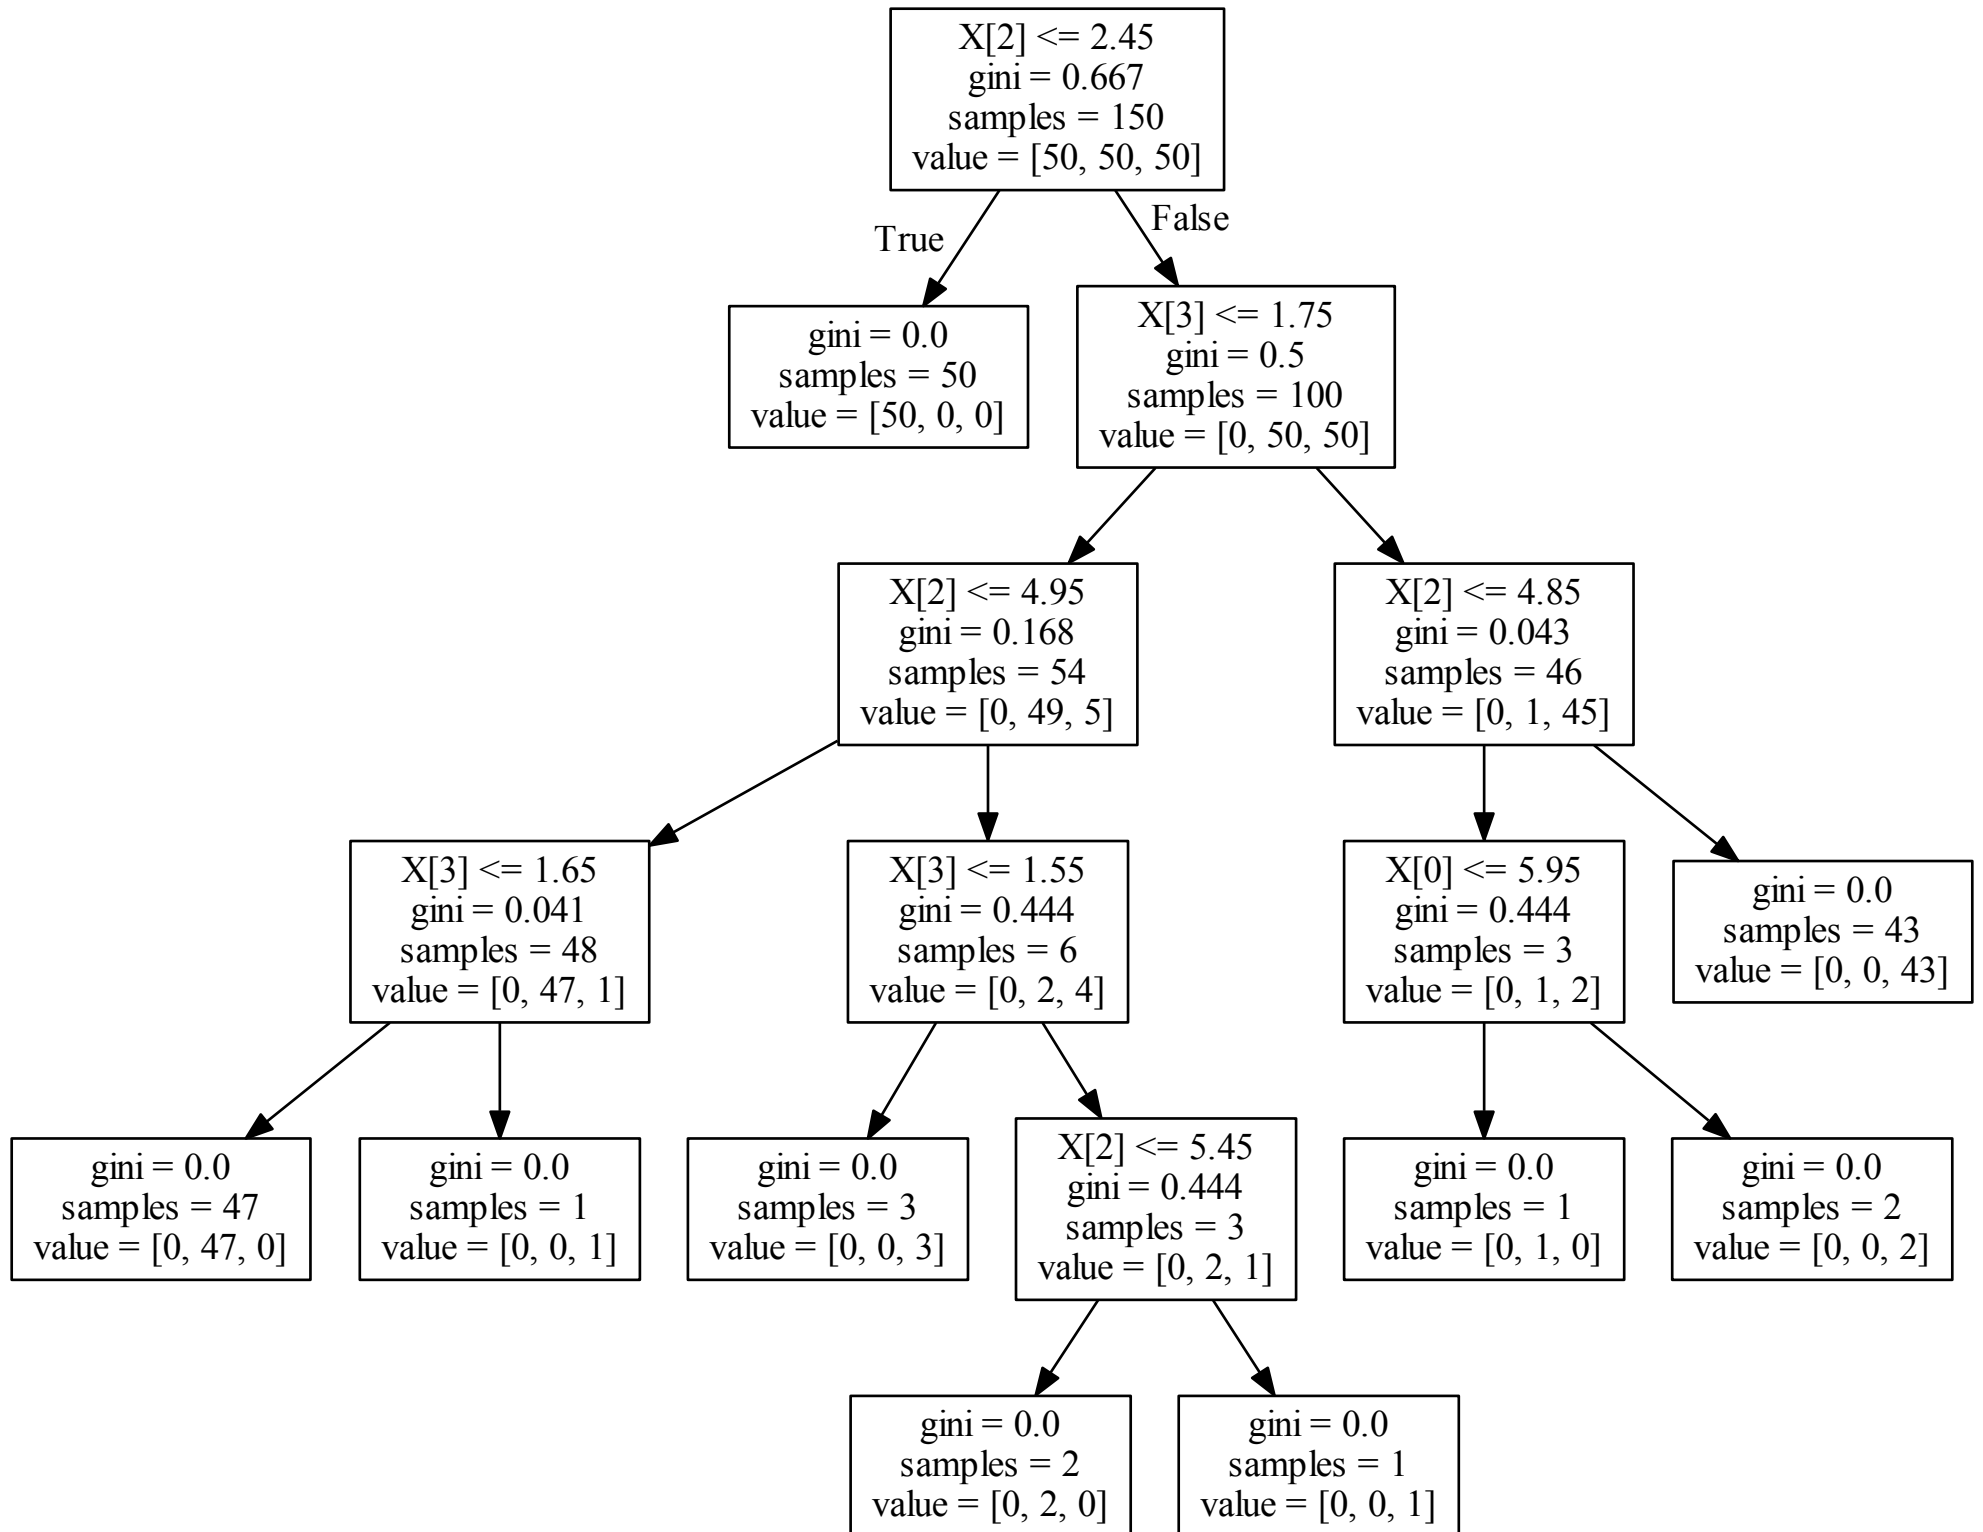 X[2] <= 2.45
gini = 0.667
samples = 150
value = [50, 50, 50]
True
False
gini = 0.0
samples = 50
value = [50, 0, 0]
X[3] <= 1.75
gini = 0.5
samples = 100
value = [0, 50, 50]
X[2] <= 4.95
gini = 0.168
samples = 54
value = [0, 49, 5]
X[2] <= 4.85
gini = 0.043
samples = 46
value = [0, 1, 45]
X[3] <= 1.65
gini = 0.041
samples = 48
value = [0, 47, 1]
X[3] <= 1.55
gini = 0.444
samples = 6
value = [0, 2, 4]
X[0] <= 5.95
gini = 0.444
samples = 3
value = [0, 1, 2]
gini = 0.0
samples = 43
value = [0, 0, 43]
gini = 0.0
samples = 47
value = [0, 47, 0]
gini = 0.0
samples = 1
value = [0, 0, 1]
gini = 0.0
samples = 3
value = [0, 0, 3]
X[2] <= 5.45
gini = 0.444
samples = 3
value = [0, 2, 1]
gini = 0.0
samples = 1
value = [0, 1, 0]
gini = 0.0
samples = 2
value = [0, 0, 2]
gini = 0.0
samples = 2
value = [0, 2, 0]
gini = 0.0
samples = 1
value = [0, 0, 1]